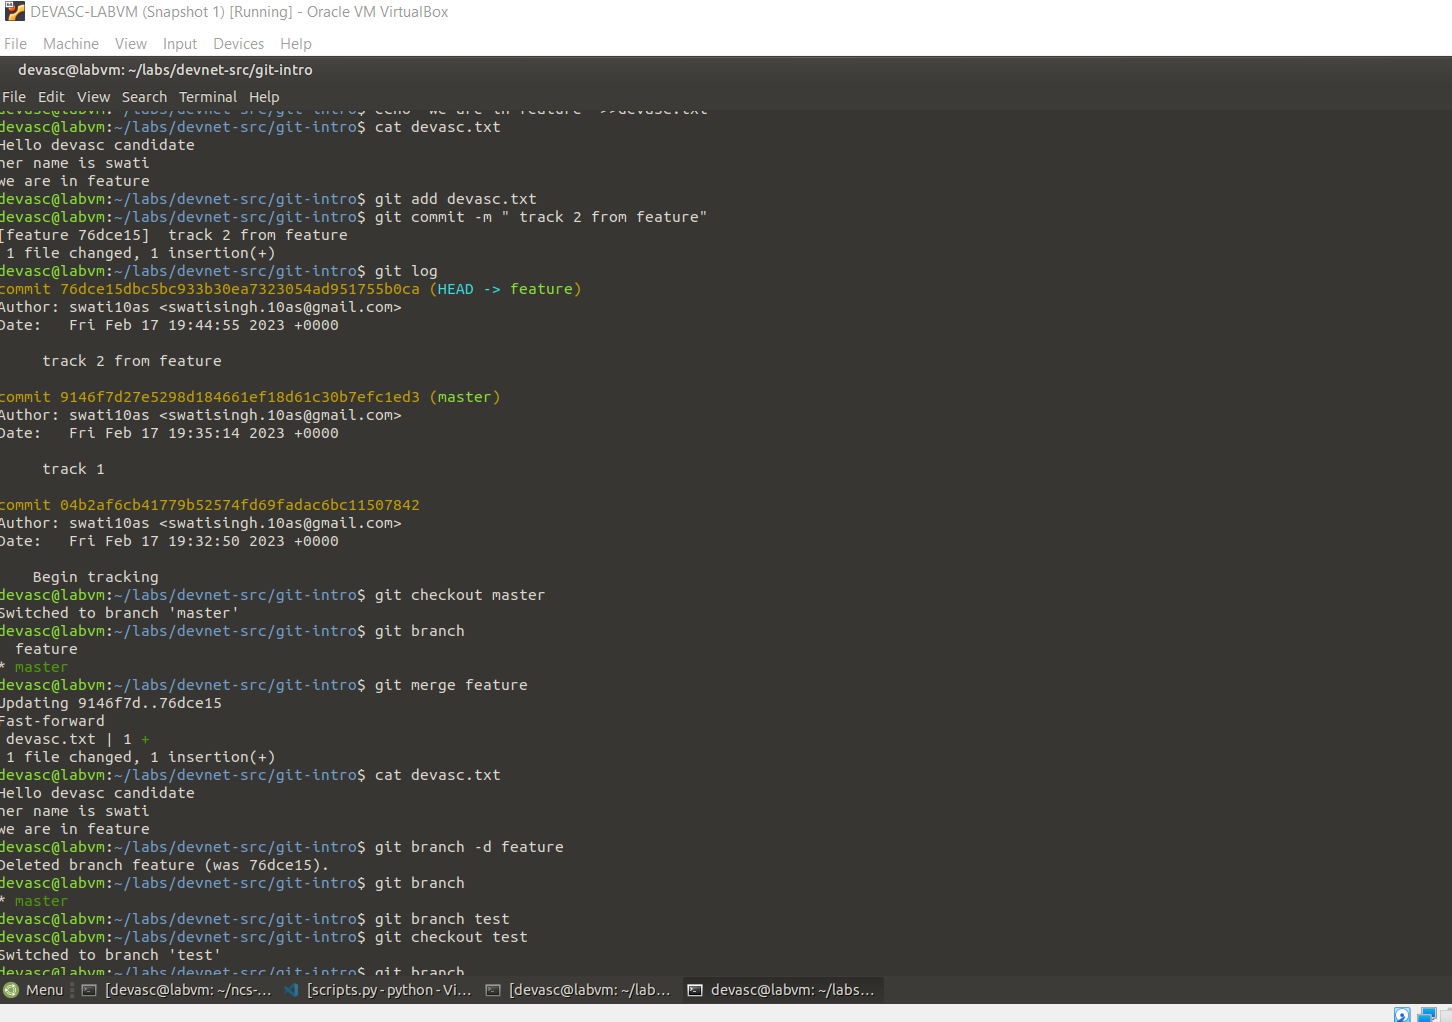 DEVASC-LABVM (Snapshot 1) [Running] - Oracle VM VirtualBox
File Machine View Input Devices Help
devasc@labvm: ~/labs/devnet-src/git-intro
File Edit View Search Terminal Help
devasc@labvm:~/labs/devnet-src/git-intro$ echo "we are in feature" >>devasc.txt
devasc@labvm:~/labs/devnet-src/git-intro$ cat devasc.txt
Hello devasc candidate
her name is swati
we are in feature
devasc@labvm:~/labs/devnet-src/git-intro$ git add devasc.txt
devasc@labvm:~/labs/devnet-src/git-intro$ git commit -m " track 2 from feature"
[feature 76dce15]  track 2 from feature
 1 file changed, 1 insertion(+)
devasc@labvm:~/labs/devnet-src/git-intro$ git log
commit 76dce15dbc5bc933b30ea7323054ad951755b0ca (HEAD -> feature)
Author: swati10as <swatisingh.10as@gmail.com>
Date:   Fri Feb 17 19:44:55 2023 +0000
     track 2 from feature
commit 9146f7d27e5298d184661ef18d61c30b7efc1ed3 (master)
Author: swati10as <swatisingh.10as@gmail.com>
Date:   Fri Feb 17 19:35:14 2023 +0000
     track 1
commit 04b2af6cb41779b52574fd69fadac6bc11507842
Author: swati10as <swatisingh.10as@gmail.com>
Date:   Fri Feb 17 19:32:50 2023 +0000
    Begin tracking
devasc@labvm:~/labs/devnet-src/git-intro$ git checkout master
Switched to branch 'master'
devasc@labvm:~/labs/devnet-src/git-intro$ git branch
  feature
* master
devasc@labvm:~/labs/devnet-src/git-intro$ git merge feature
Updating 9146f7d..76dce15
Fast-forward
 devasc.txt | 1 +
 1 file changed, 1 insertion(+)
devasc@labvm:~/labs/devnet-src/git-intro$ cat devasc.txt
Hello devasc candidate
her name is swati
we are in feature
devasc@labvm:~/labs/devnet-src/git-intro$ git branch -d feature
Deleted branch feature (was 76dce15).
devasc@labvm:~/labs/devnet-src/git-intro$ git branch
* master
devasc@labvm:~/labs/devnet-src/git-intro$ git branch test
devasc@labvm:~/labs/devnet-src/git-intro$ git checkout test
Switched to branch 'test'
devasc@labvm:~/labs/devnet-src/git-intro$ git branch
Menu [devasc@labvm: ~/ncs-... [scripts.py - python - Vi... [devasc@labvm: ~/lab... devasc@labvm: ~/labs...